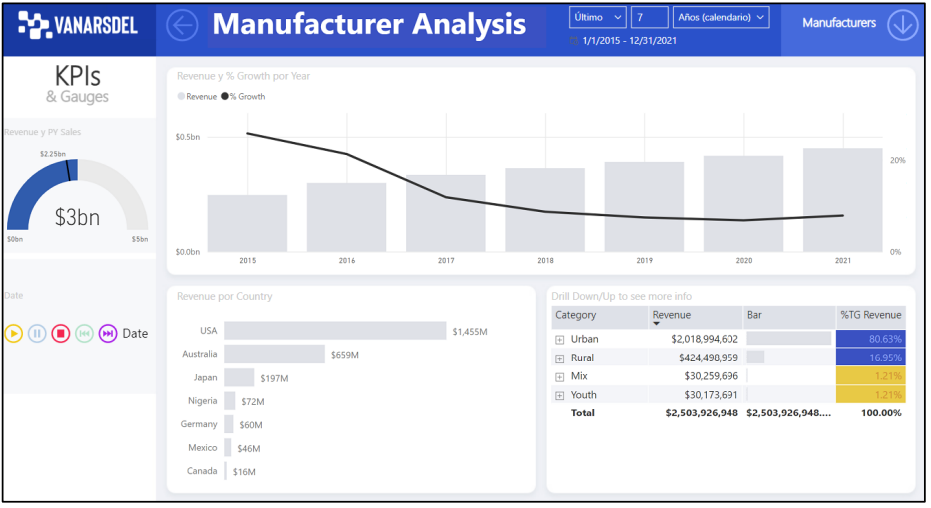 VANARSDEL
Manufacturer Analysis
Último
7
Años (calendario)
1/1/2015 - 12/31/2021
Manufacturers
KPIs
& Gauges
Revenue y PY Sales
$2.25bn
$3bn
$0bn
$5bn
Date
Date
Revenue y % Growth por Year
Revenue % Growth
$0.5bn
$0.0bn
20%
0%
2015 2016 2017 2018 2019 2020 2021
Revenue por Country
USA $1,455M
Australia $659M
Japan $197M
Nigeria $72M
Germany $60M
Mexico $46M
Canada $16M
Drill Down/Up to see more info
Category Revenue Bar %TG Revenue
Urban $2,018,994,602 80.63%
Rural $424,498,959 16.95%
Mix $30,259,696 1.21%
Youth $30,173,691 1.21%
Total $2,503,926,948 $2,503,926,948.... 100.00%